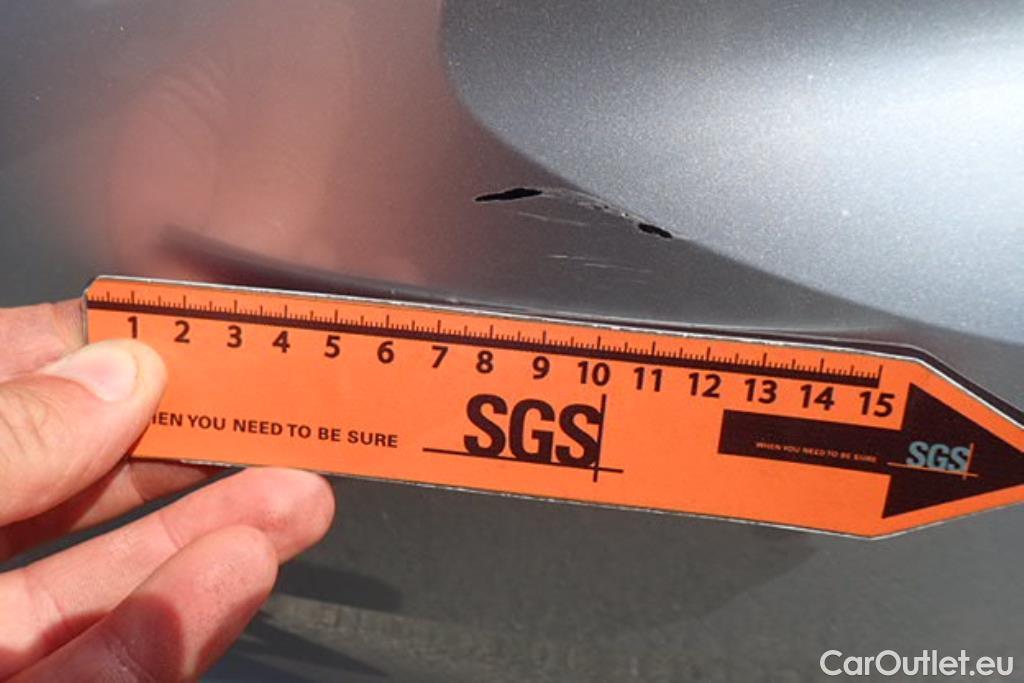 1 2 3 4 5 6 7 8 9 10 11 12 13 14 15
HEN YOU NEED TO BE SURE
SGS
WHEN YOU NEED TO BE SURE
SGS
CarOutlet.eu